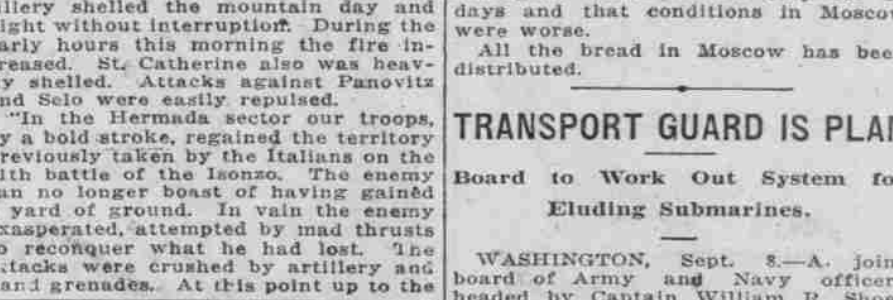 illery shelled the mountain day and
ight without interruption. During the
arly hours this morning the fire in-
reased. St. Catherine also was heav-
y shelled. Attacks against Panovitz
nd Selo were easily repulsed.
"In the Hermada sector our troops,
y a bold stroke, regained the territory
reviously taken by the Italians on the
1th battle of the Isonzo. The enemy
an no longer boast of having gained
yard of ground. In vain the enemy
xasperated, attempted by mad thrusts
o reconquer what he had lost. The
ttacks were crushed by artillery and
and grenades. At this point up to the
days and that conditions in Moscow
were worse.
All the bread in Moscow has bee
distributed.
TRANSPORT GUARD IS PLAN
Board to Work Out System fo
Eluding Submarines.
WASHINGTON, Sept. 8.—A. join
board of Army and Navy officer
headed by Captain William